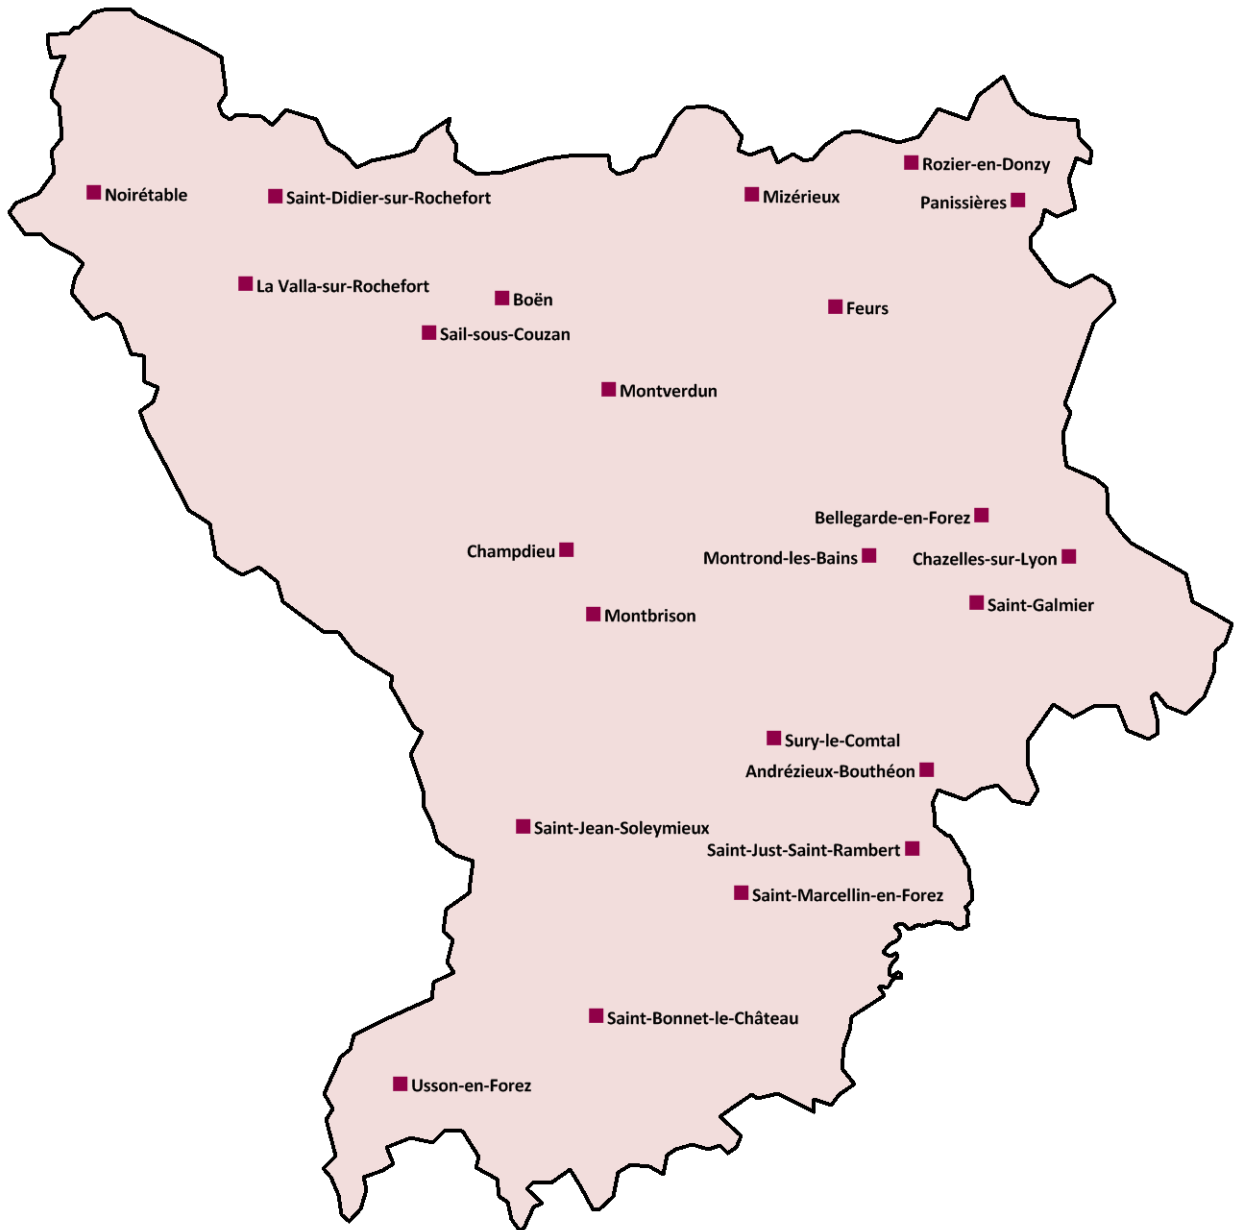 Rozier-en-Donzy
Noirétable
Saint-Didier-sur-Rochefort
Mizérieux
Panissières
La Valla-sur-Rochefort
Boën
Feurs
Sail-sous-Couzan
Montverdun
Bellegarde-en-Forez
Champdieu
Montrond-les-Bains
Chazelles-sur-Lyon
Saint-Galmier
Montbrison
Sury-le-Comtal
Andrézieux-Bouthéon
Saint-Jean-Soleymieux
Saint-Just-Saint-Rambert
Saint-Marcellin-en-Forez
Saint-Bonnet-le-Château
Usson-en-Forez